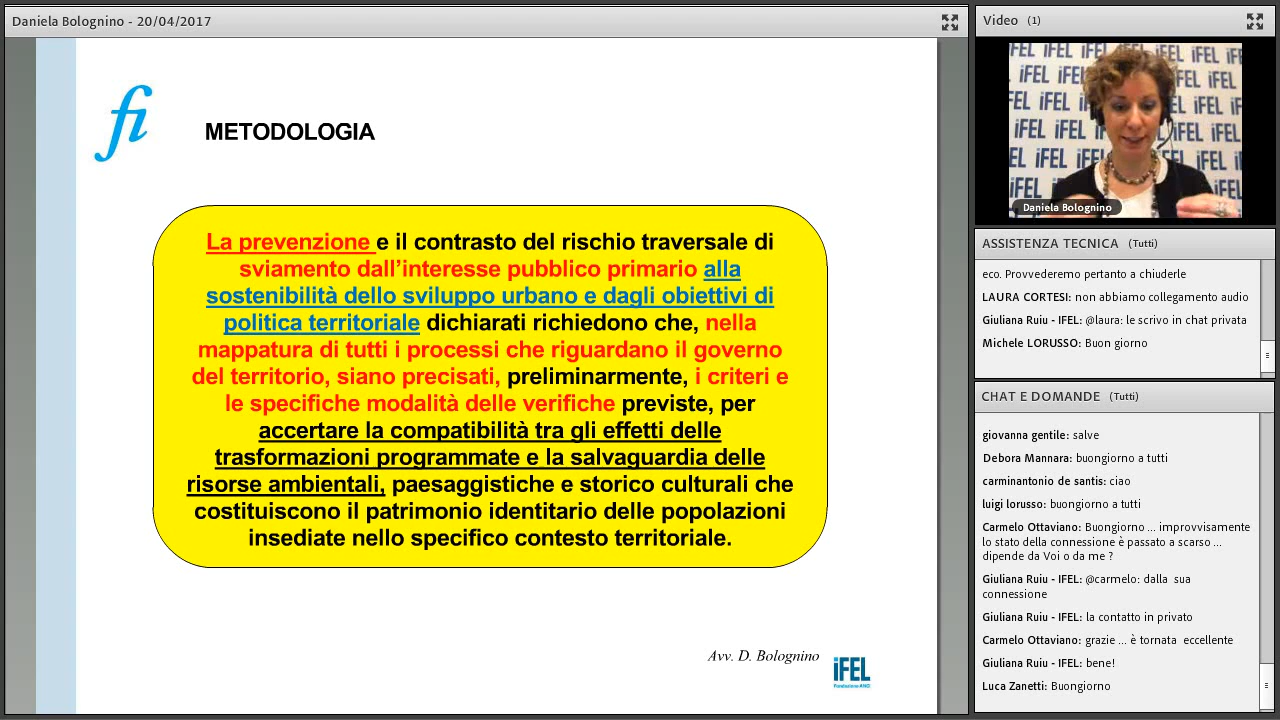 Daniela Bolognino - 20/04/2017
fi
METODOLOGIA
La prevenzione e il contrasto del rischio traversale di
sviamento dall’interesse pubblico primario alla
sostenibilità dello sviluppo urbano e dagli obiettivi di
politica territoriale dichiarati richiedono che, nella
mappatura di tutti i processi che riguardano il governo
del territorio, siano precisati, preliminarmente, i criteri e
le specifiche modalità delle verifiche previste, per
accertare la compatibilità tra gli effetti delle
trasformazioni programmate e la salvaguardia delle
risorse ambientali, paesaggistiche e storico culturali che
costituiscono il patrimonio identitario delle popolazioni
insediate nello specifico contesto territoriale.
Avv. D. Bolognino
iFEL
Fondazione ANCI
Video (1)
iFEL iFEL iFEL
Daniela Bolognino
ASSISTENZA TECNICA (Tutti)
eco. Provvederemo pertanto a chiuderle
LAURA CORTESI: non abbiamo collegamento audio
Giuliana Ruiu - IFEL: @laura: le scrivo in chat privata
Michele LORUSSO: Buon giorno
CHAT E DOMANDE (Tutti)
giovanna gentile: salve
Debora Mannara: buongiorno a tutti
carminantonio de santis: ciao
luigi lorusso: buongiorno a tutti
Carmelo Ottaviano: Buongiorno ... improvvisamente
lo stato della connessione è passato a scarso ...
dipende da Voi o da me ?
Giuliana Ruiu - IFEL: @carmelo: dalla sua
connessione
Giuliana Ruiu - IFEL: la contatto in privato
Carmelo Ottaviano: grazie ... è tornata eccellente
Giuliana Ruiu - IFEL: bene!
Luca Zanetti: Buongiorno